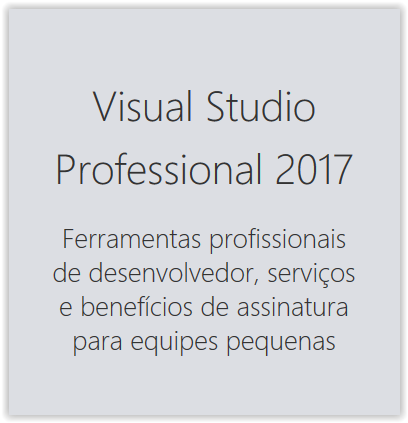 Visual Studio
Professional 2017
Ferramentas profissionais
de desenvolvedor, serviços
e benefícios de assinatura
para equipes pequenas